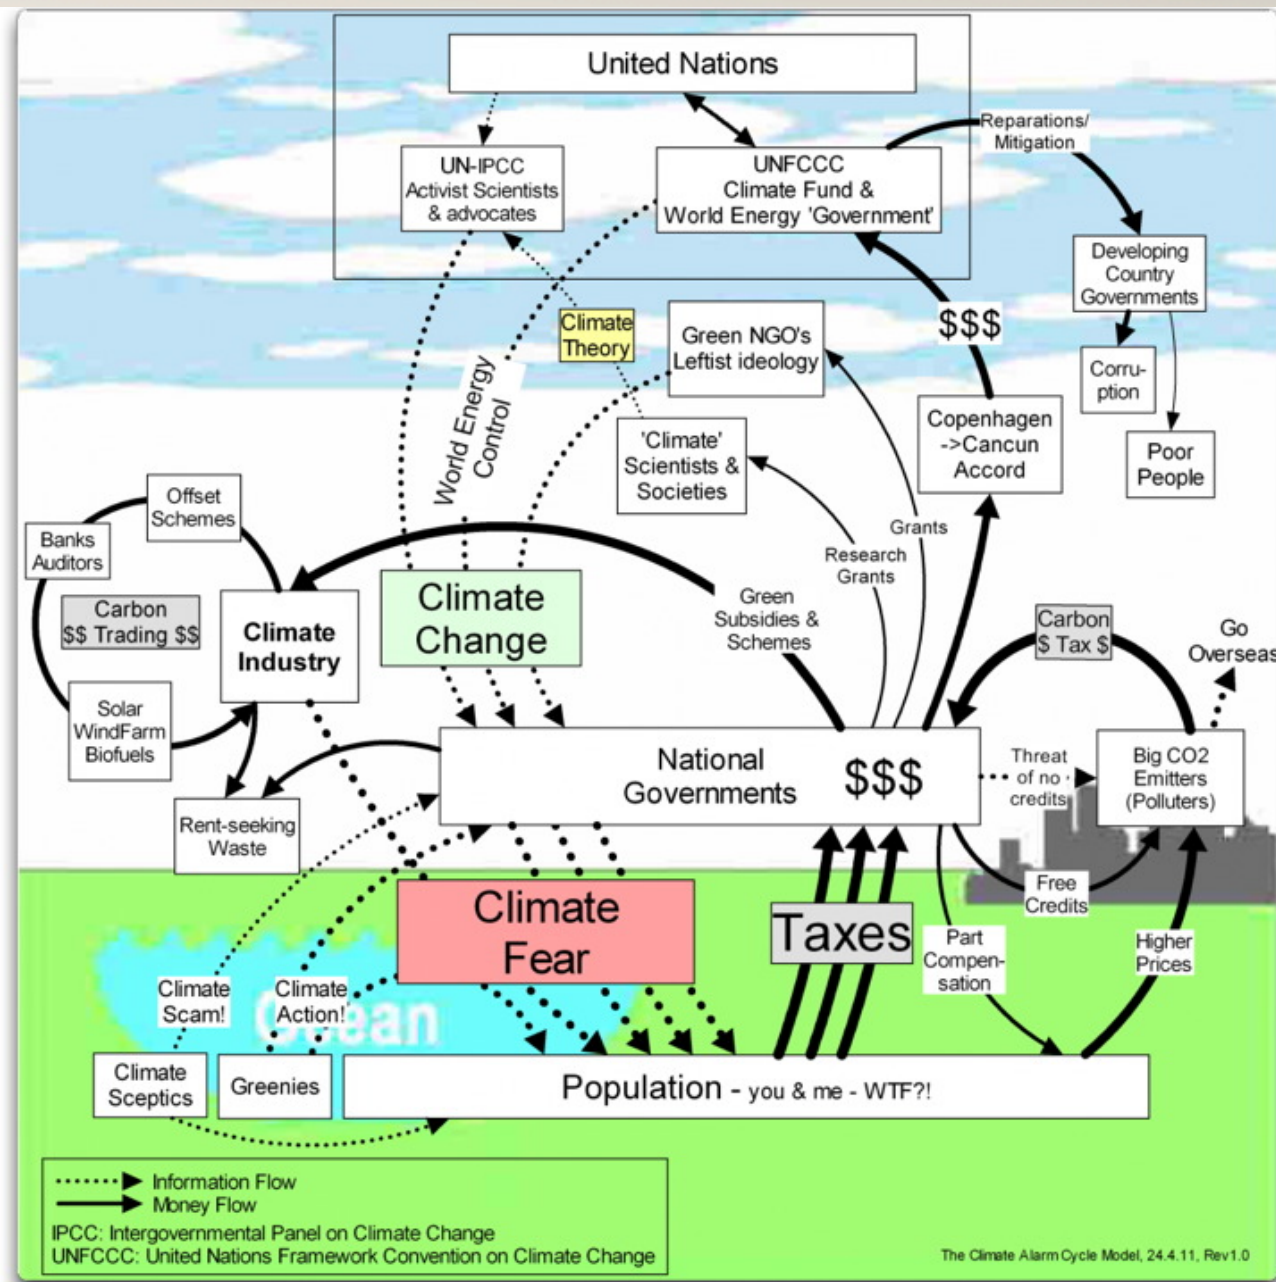 United Nations
UN-IPCC
Activist Scientists
& advocates
UNFCCC
Climate Fund &
World Energy 'Government'
Reparations/
Mitigation
Developing
Country
Governments
Climate
Theory
Green NGO's
Leftist ideology
$$$
Corru-
ption
World Energy
Control
'Climate'
Scientists &
Societies
Copenhagen
->Cancun
Accord
Poor
People
Offset
Schemes
Banks
Auditors
Grants
Research
Grants
Carbon
$$ Trading $$
Climate
Industry
Climate
Change
Green
Subsidies &
Schemes
Carbon
$ Tax $
Go
Overseas
Solar
WindFarm
Biofuels
National
Governments
$$$
Threat
of no
credits
Big CO2
Emitters
(Polluters)
Rent-seeking
Waste
Climate
Fear
Taxes
Free
Credits
Part
Compen-
sation
Higher
Prices
Climate
Scam!
Climate
Action!
Ocean
Climate
Sceptics
Greenies
Population - you & me - WTF?!
Information Flow
Money Flow
IPCC: Intergovernmental Panel on Climate Change
UNFCCC: United Nations Framework Convention on Climate Change
The Climate Alarm Cycle Model, 24.4.11, Rev1.0